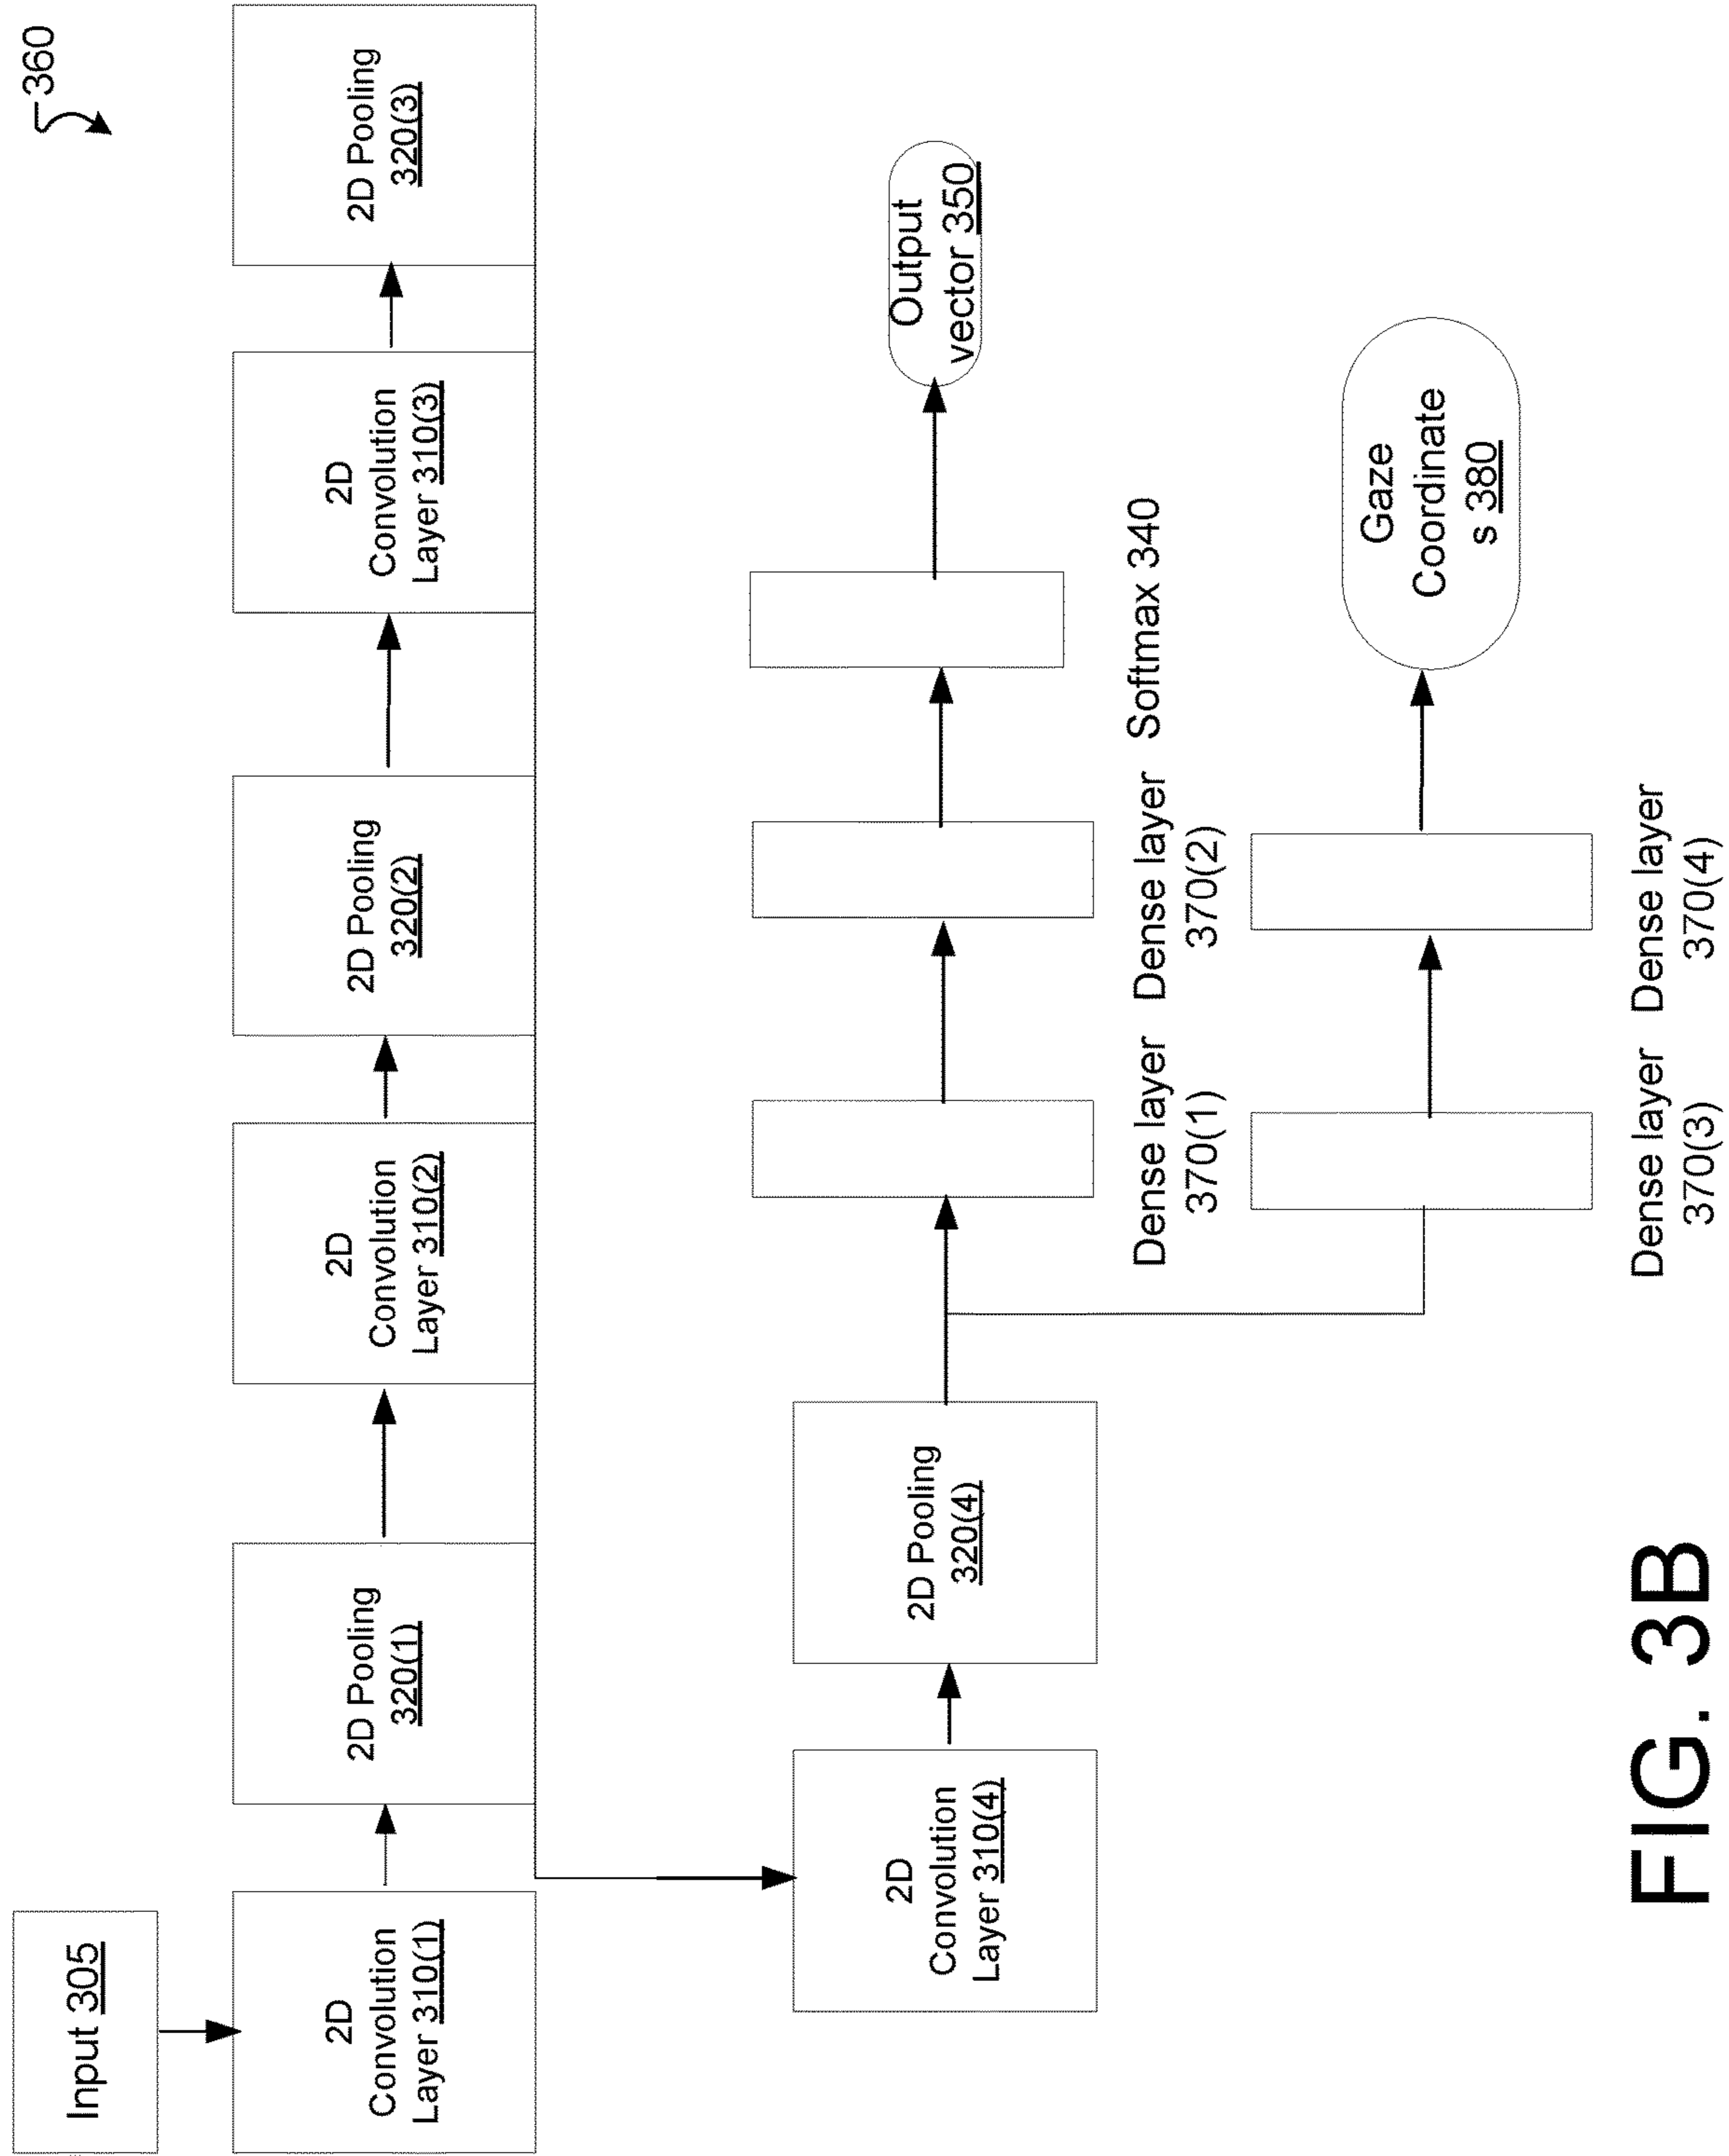 360
Input 305
2D
Convolution
Layer 310(1)
2D Pooling
320(1)
2D
Convolution
Layer 310(2)
2D Pooling
320(2)
2D
Convolution
Layer 310(3)
2D Pooling
320(3)
2D
Convolution
Layer 310(4)
2D Pooling
320(4)
Dense layer
370(1)
Dense layer
370(2)
Softmax 340
Output
vector 350
Dense layer
370(3)
Dense layer
370(4)
Gaze
Coordinate
s 380
FIG. 3B